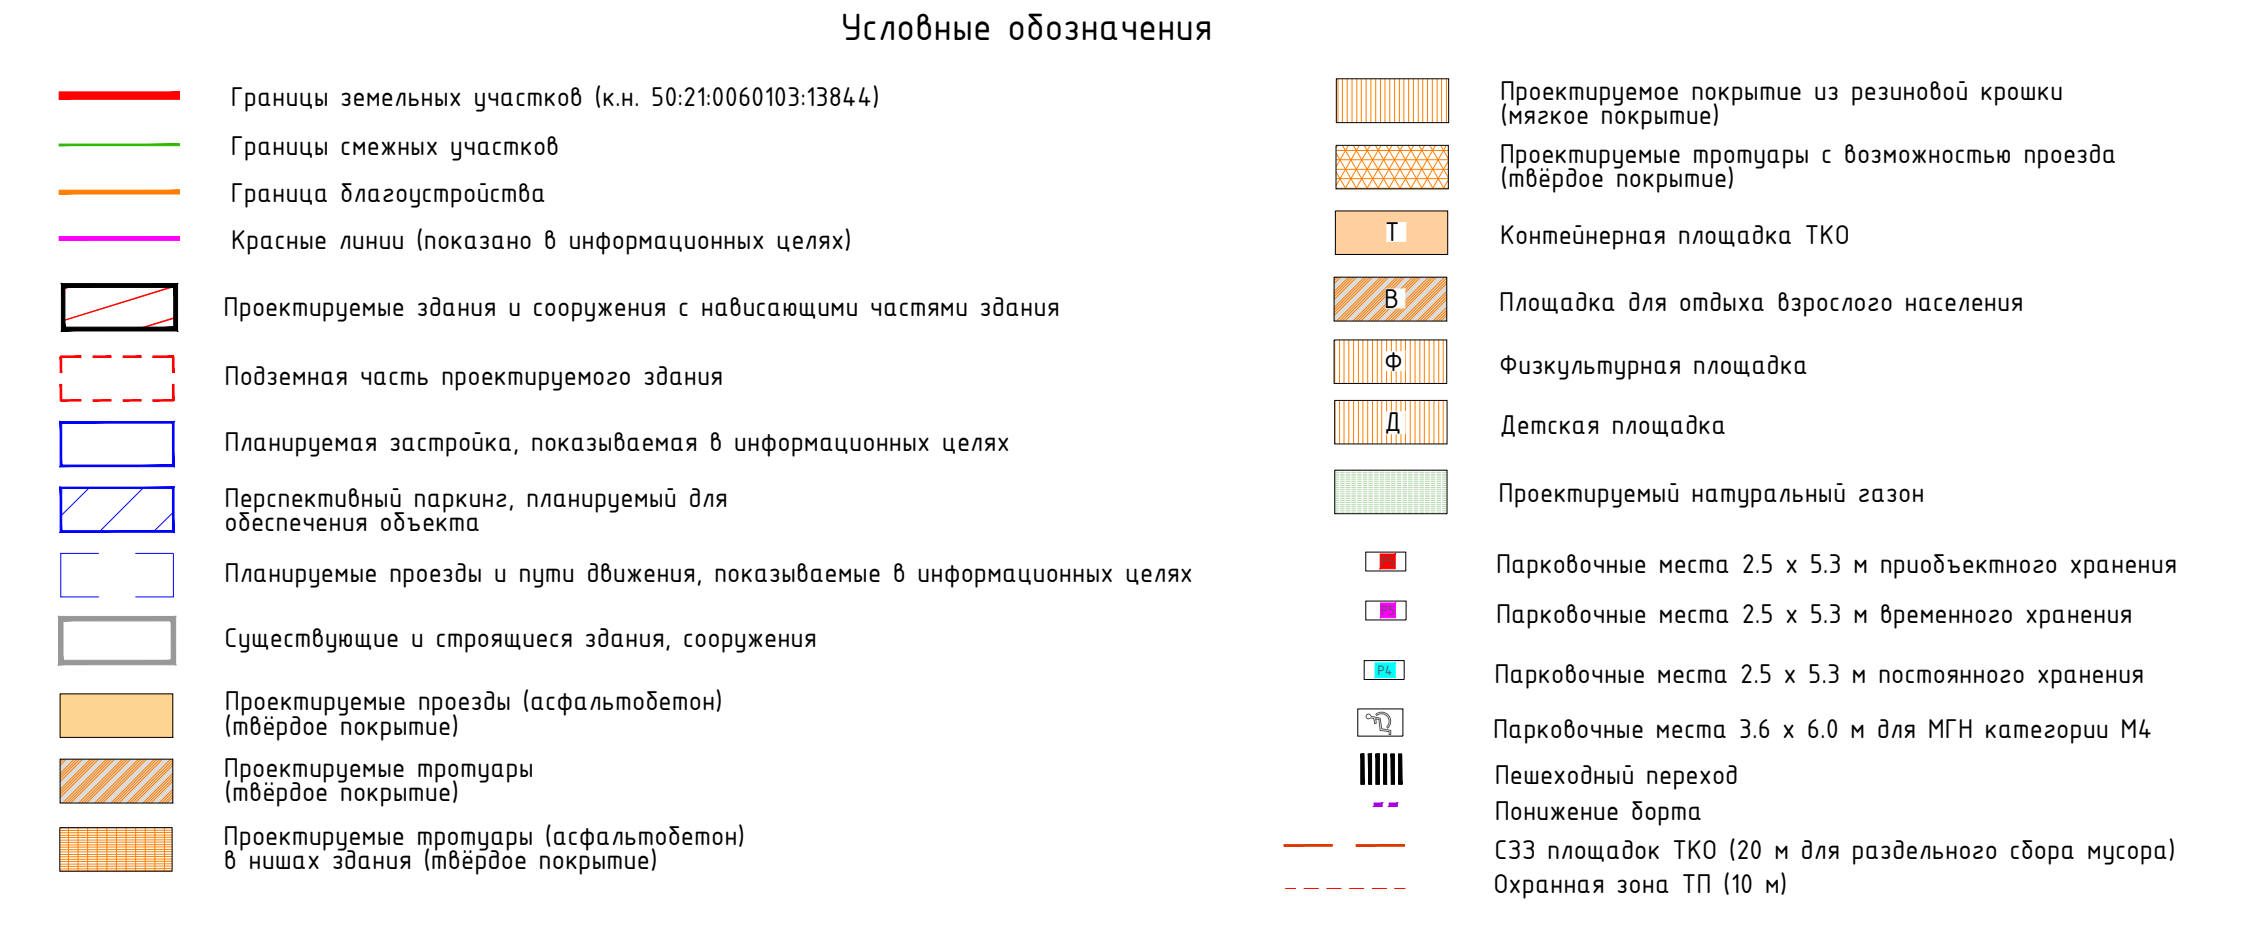 Условные обозначения
Границы земельных участков (к.н. 50:21:0060103:13844)
Границы смежных участков
Граница благоустройства
Красные линии (показано в информационных целях)
Проектируемые здания и сооружения с нависающими частями здания
Подземная часть проектируемого здания
Планируемая застройка, показываемая в информационных целях
Перспективный паркинг, планируемый для
обеспечения объекта
Планируемые проезды и пути движения, показываемые в информационных целях
Существующие и строящиеся здания, сооружения
Проектируемые проезды (асфальтобетон)
(твёрдое покрытие)
Проектируемые тротуары
(твёрдое покрытие)
Проектируемые тротуары (асфальтобетон)
в нишах здания (твёрдое покрытие)
Проектируемое покрытие из резиновой крошки
(мягкое покрытие)
Проектируемые тротуары с возможностью проезда
(твёрдое покрытие)
Т
Контейнерная площадка ТКО
В
Площадка для отдыха взрослого населения
Ф
Физкультурная площадка
Д
Детская площадка
Проектируемый натуральный газон
Парковочные места 2.5 х 5.3 м приобъектного хранения
Р5
Парковочные места 2.5 х 5.3 м временного хранения
Р4
Парковочные места 2.5 х 5.3 м постоянного хранения
Парковочные места 3.6 х 6.0 м для МГН категории М4
Пешеходный переход
Понижение борта
СЗЗ площадок ТКО (20 м для раздельного сбора мусора)
Охранная зона ТП (10 м)